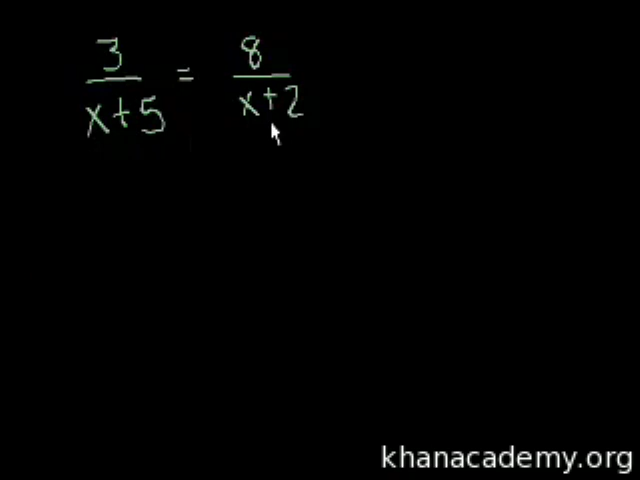 3/(x+5) = 8/(x+2)
khanacademy.org